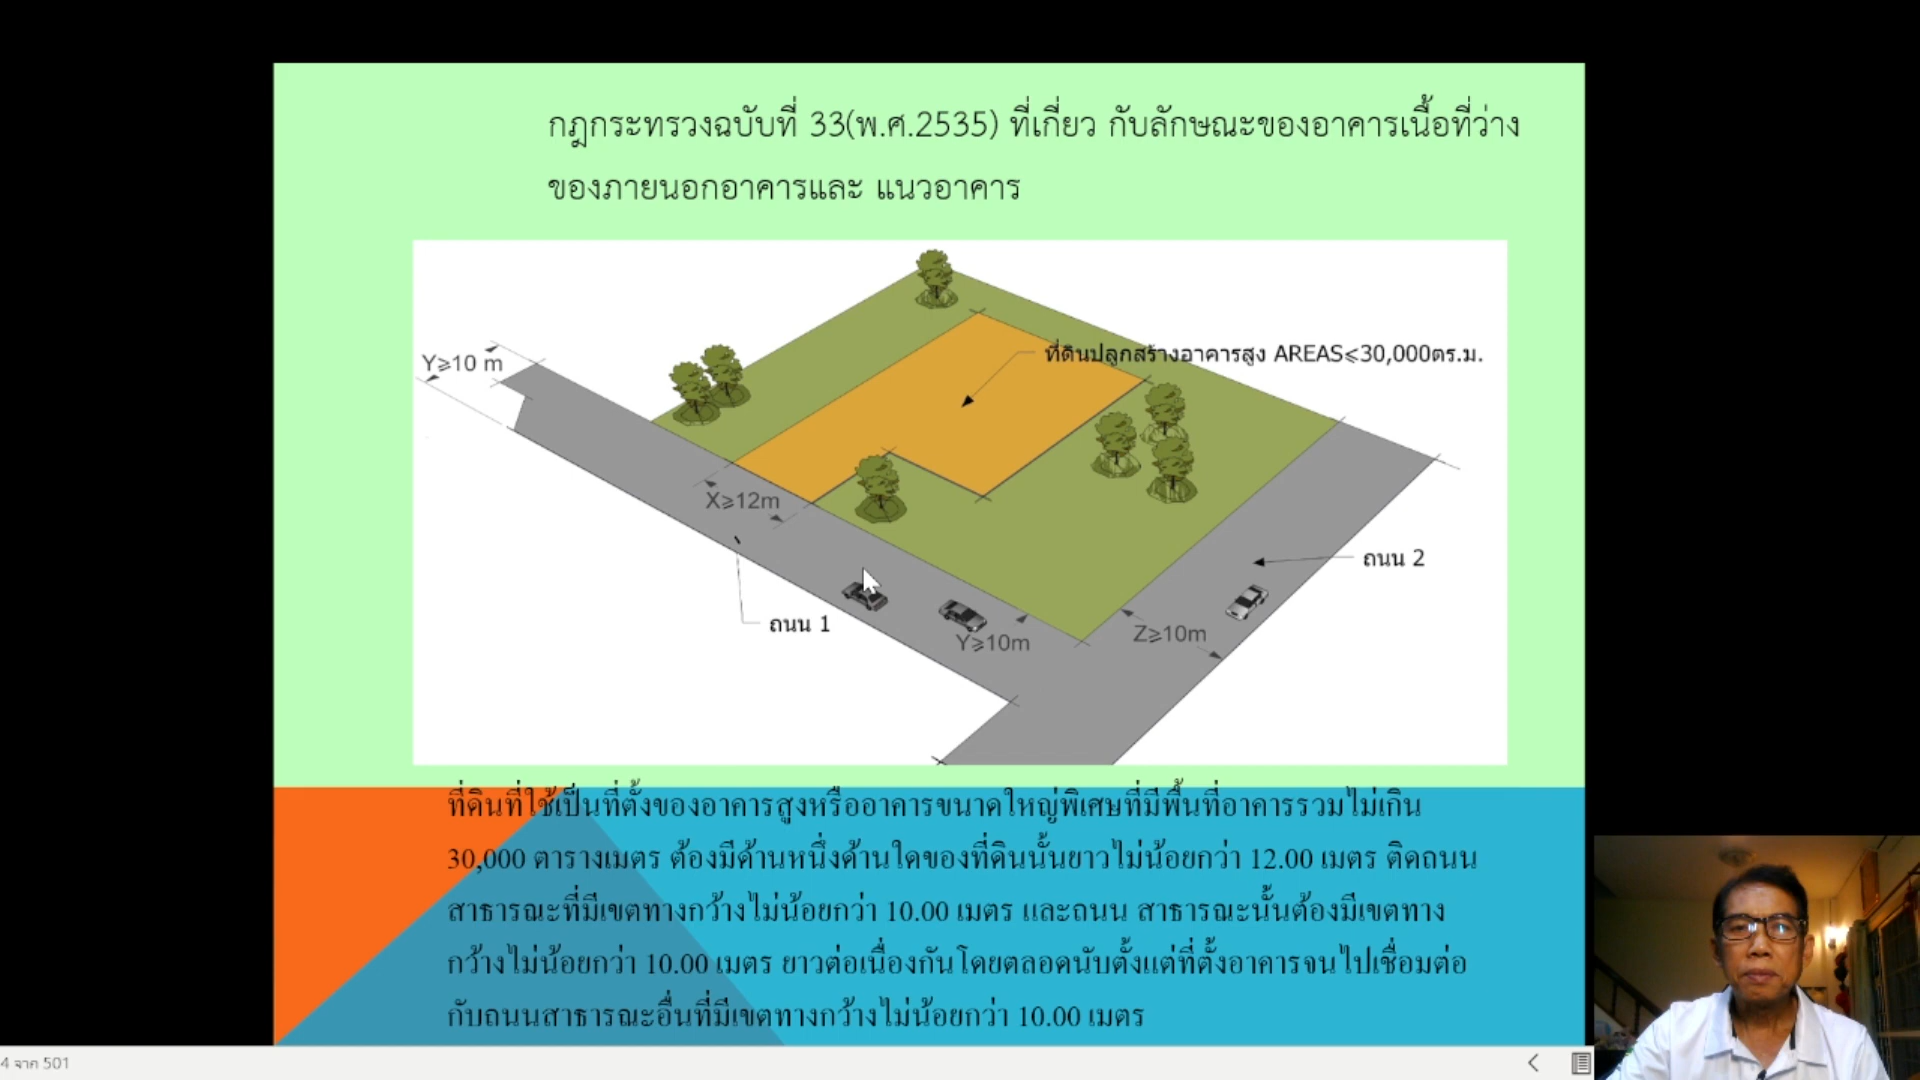 กฎกระทรวงฉบับที่ 33(พ.ศ.2535) ที่เกี่ยว กับลักษณะของอาคารเนื้อที่ว่าง
ของภายนอกอาคารและ แนวอาคาร
ที่ดินปลูกสร้างอาคารสูง AREAS≤30,000ตร.ม.
Y≥10 m
X≥12m
ถนน 2
ถนน 1
Y≥10m
Z≥10m
ที่ดินที่ใช้เป็นที่ตั้งของอาคารสูงหรืออาคารขนาดใหญ่พิเศษที่มีพื้นที่อาคารรวมไม่เกิน
30,000 ตารางเมตร ต้องมีด้านหนึ่งด้านใดของที่ดินนั้นยาวไม่น้อยกว่า 12.00 เมตร ติดถนน
สาธารณะที่มีเขตทางกว้างไม่น้อยกว่า 10.00 เมตร และถนน สาธารณะนั้นต้องมีเขตทาง
กว้างไม่น้อยกว่า 10.00 เมตร ยาวต่อเนื่องกันโดยตลอดนับตั้งแต่ที่ตั้งอาคารจนไปเชื่อมต่อ
กับถนนสาธารณะอื่นที่มีเขตทางกว้างไม่น้อยกว่า 10.00 เมตร
4 จาก 501